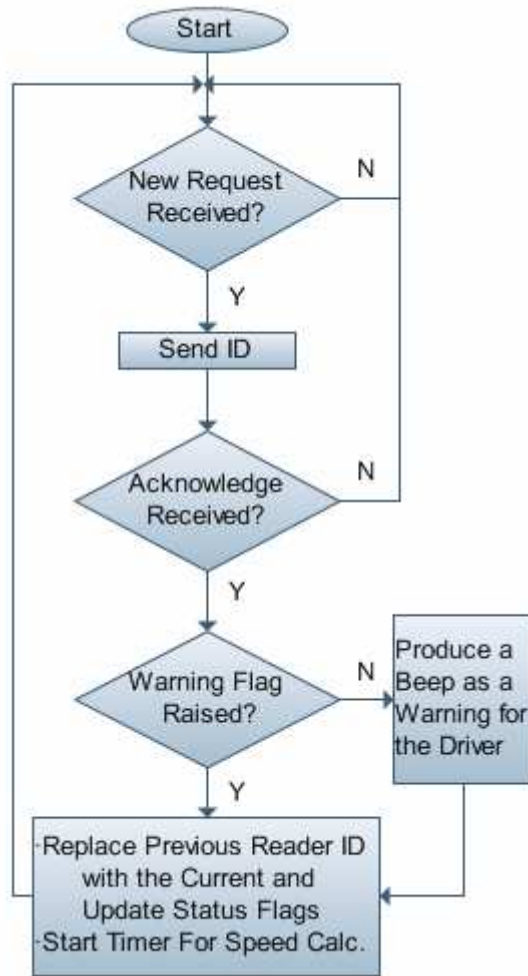 Start
New Request
Received?
N
Y
Send ID
Acknowledge
Received?
N
Y
Warning Flag
Raised?
N
Produce a
Beep as a
Warning for
the Driver
Y
·Replace Previous Reader ID
with the Current and
Update Status Flags
·Start Timer For Speed Calc.